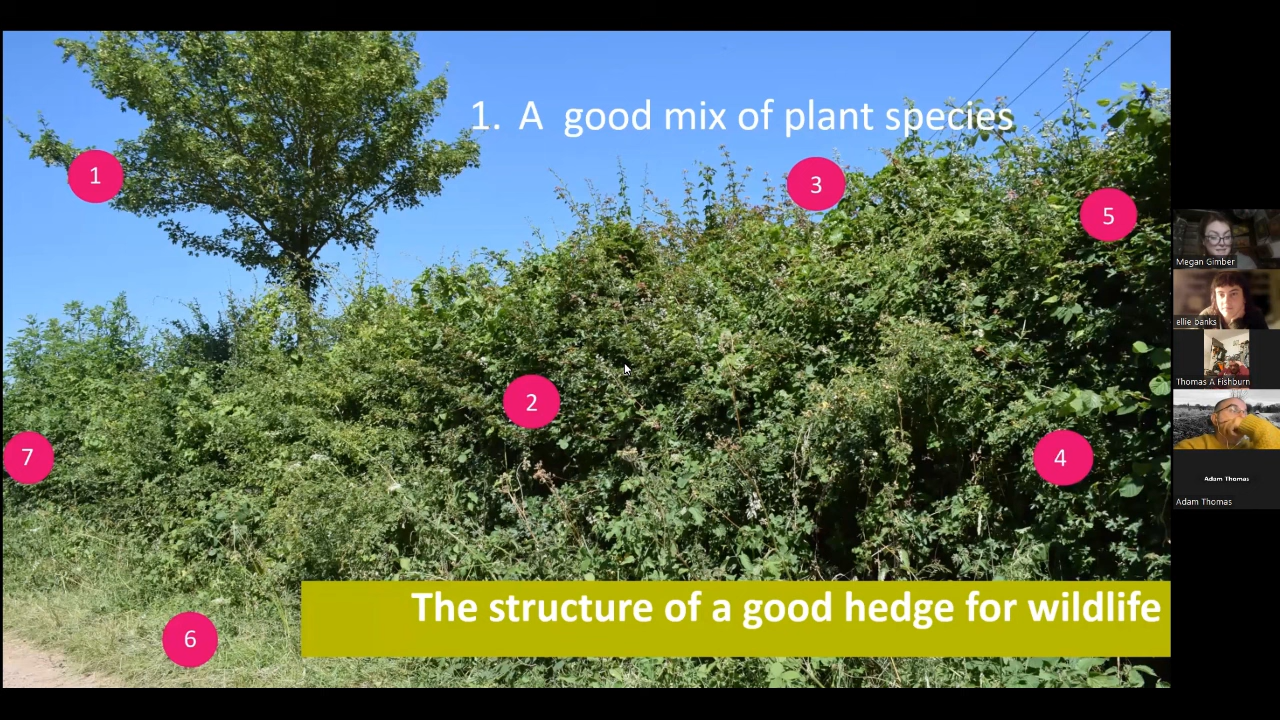 1. A good mix of plant species
1
3
5
2
7
4
6
The structure of a good hedge for wildlife
Megan Gimber
ellie banks
Thomas A Fishburn
Adam Thomas
Adam Thomas